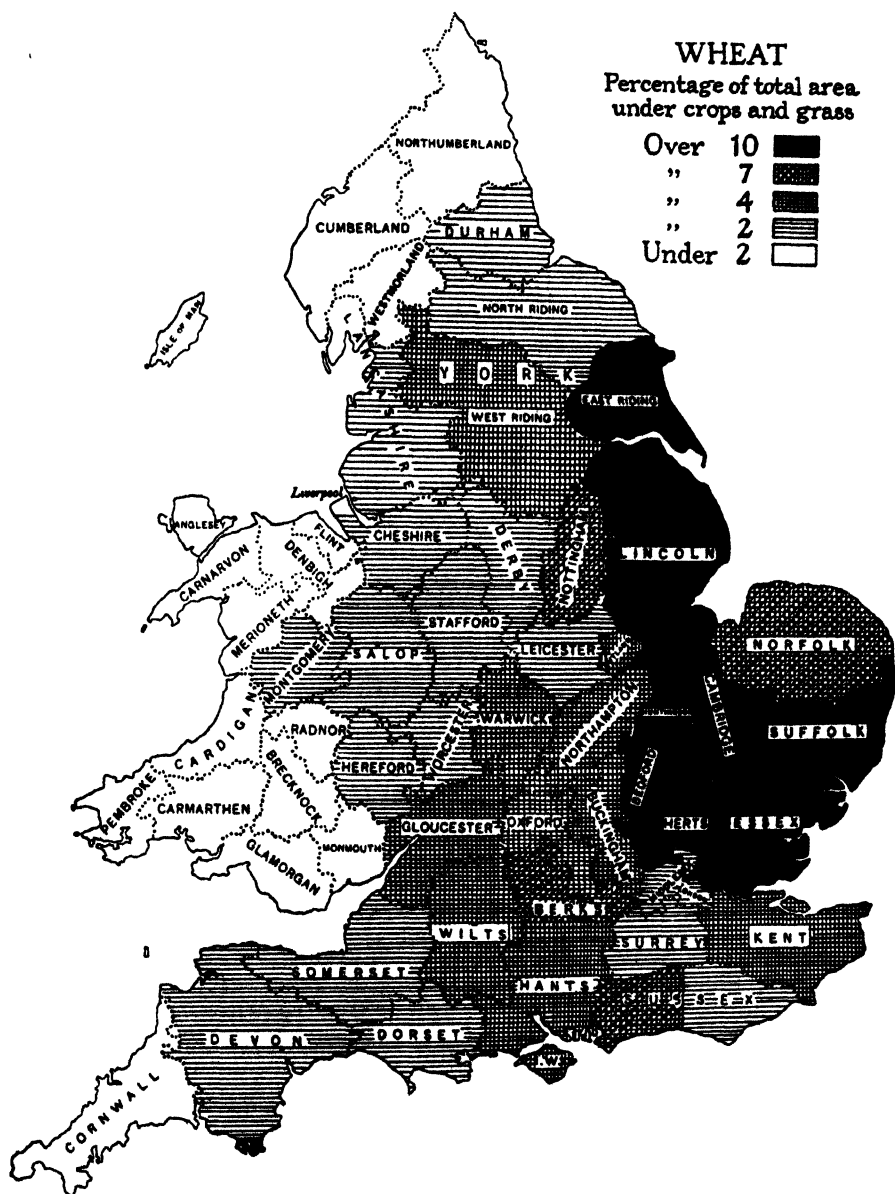 WHEAT
Percentage of total area
under crops and grass
Over 10
„ 7
„ 4
„ 2
Under 2
NORTHUMBERLAND
CUMBERLAND
DURHAM
WESTMORLAND
ISLE OF MAN
NORTH RIDING
LANCASHIRE
YORK
EAST RIDING
WEST RIDING
Liverpool
ANGLESEY
FLINT
CHESHIRE
DERBY
NOTTINGHAM
LINCOLN
CARNARVON
DENBIGH
MERIONETH
STAFFORD
MONTGOMERY
SALOP
LEICESTER
NORFOLK
CARDIGAN
RADNOR
WORCESTER
WARWICK
NORTHAMPTON
CAMBRIDGE
SUFFOLK
HEREFORD
BEDFORD
PEMBROKE
CARMARTHEN
BRECKNOCK
GLOUCESTER
OXFORD
BUCKINGHAM
HERTS
ESSEX
GLAMORGAN
MONMOUTH
BERKS
WILTS
SURREY
KENT
SOMERSET
HANTS
SUSSEX
DEVON
DORSET
I.W.
CORNWALL